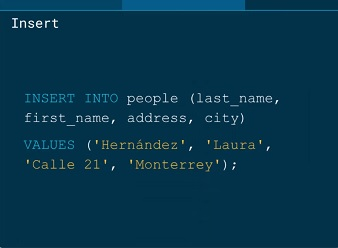 Insert
INSERT INTO people (last_name,
first_name, address, city)
VALUES ('Hernández', 'Laura',
'Calle 21', 'Monterrey');